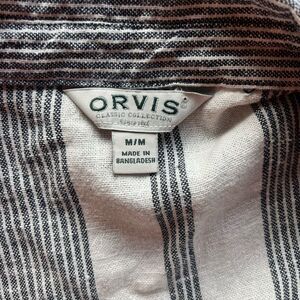 ORVIS
CLASSIC COLLECTION
M/M
MADE IN
BANGLADESH